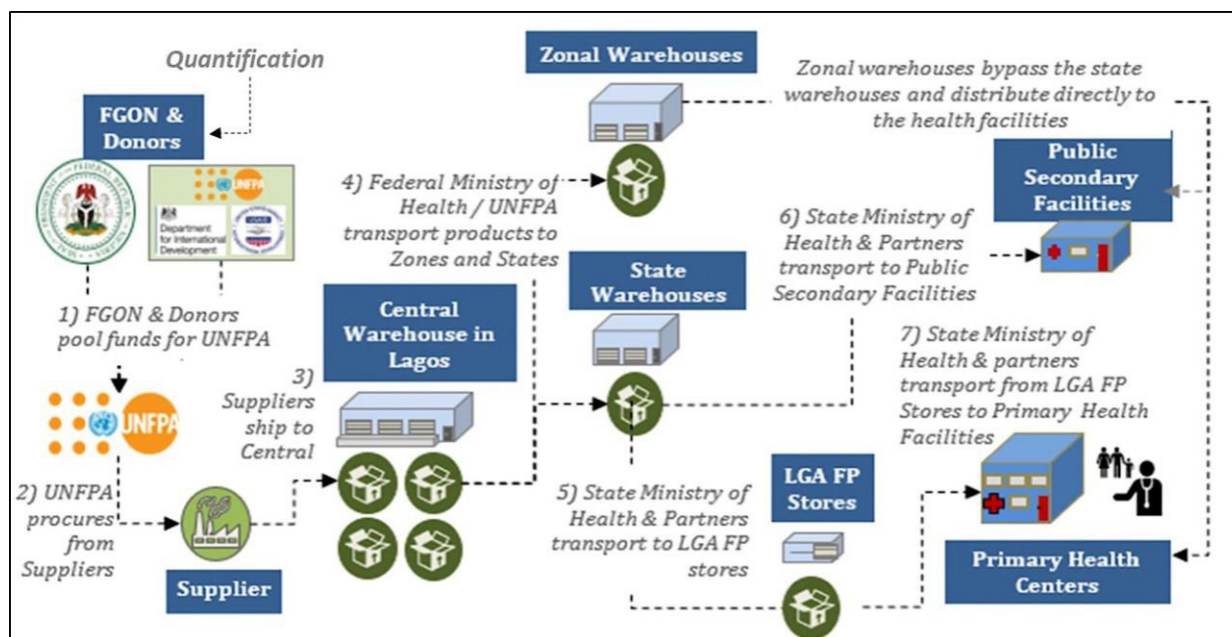 Quantification
FGON &
Donors
UNFPA
Department
for International
Development
USAID
1) FGON & Donors
pool funds for UNFPA
UNFPA
2) UNFPA
procures
from
Suppliers
Supplier
3)
Suppliers
ship to
Central
Central
Warehouse in
Lagos
4) Federal Ministry of
Health / UNFPA
transport products to
Zones and States
Zonal Warehouses
Zonal warehouses bypass the state
warehouses and distribute directly to
the health facilities
State
Warehouses
5) State Ministry of
Health & Partners
transport to LGA FP
stores
LGA FP
Stores
6) State Ministry of
Health & Partners
transport to Public
Secondary Facilities
Public
Secondary
Facilities
7) State Ministry of
Health & partners
transport from LGA FP
Stores to Primary Health
Facilities
Primary Health
Centers